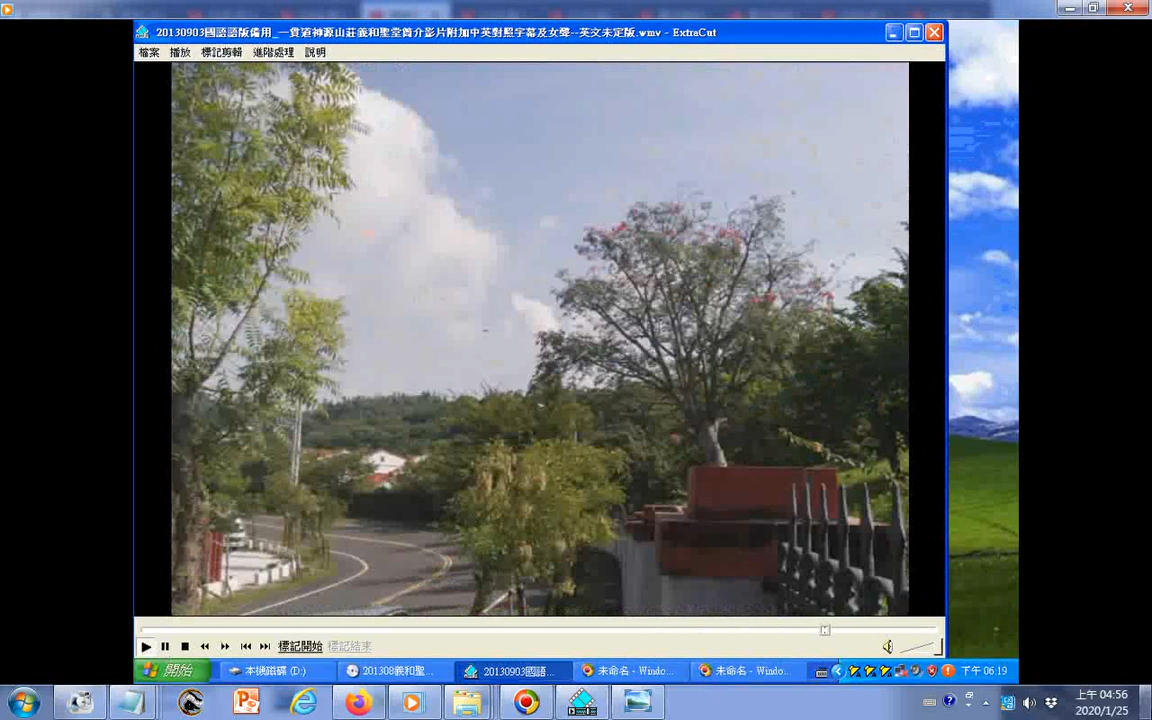 20130903國語語版備用_一貫道神源山莊義和聖堂簡介影片附加中英對照字幕及女聲--英文未定版.wmv - ExtraCut
檔案 播放 標記剪輯 進階處理 說明
標記開始 標記結束
開始 本機磁碟 (D:) 201308義和聖... 20130903國語... 未命名 - Windo... 未命名 - Windo... 下午 06:19
上午 04:56
2020/1/25